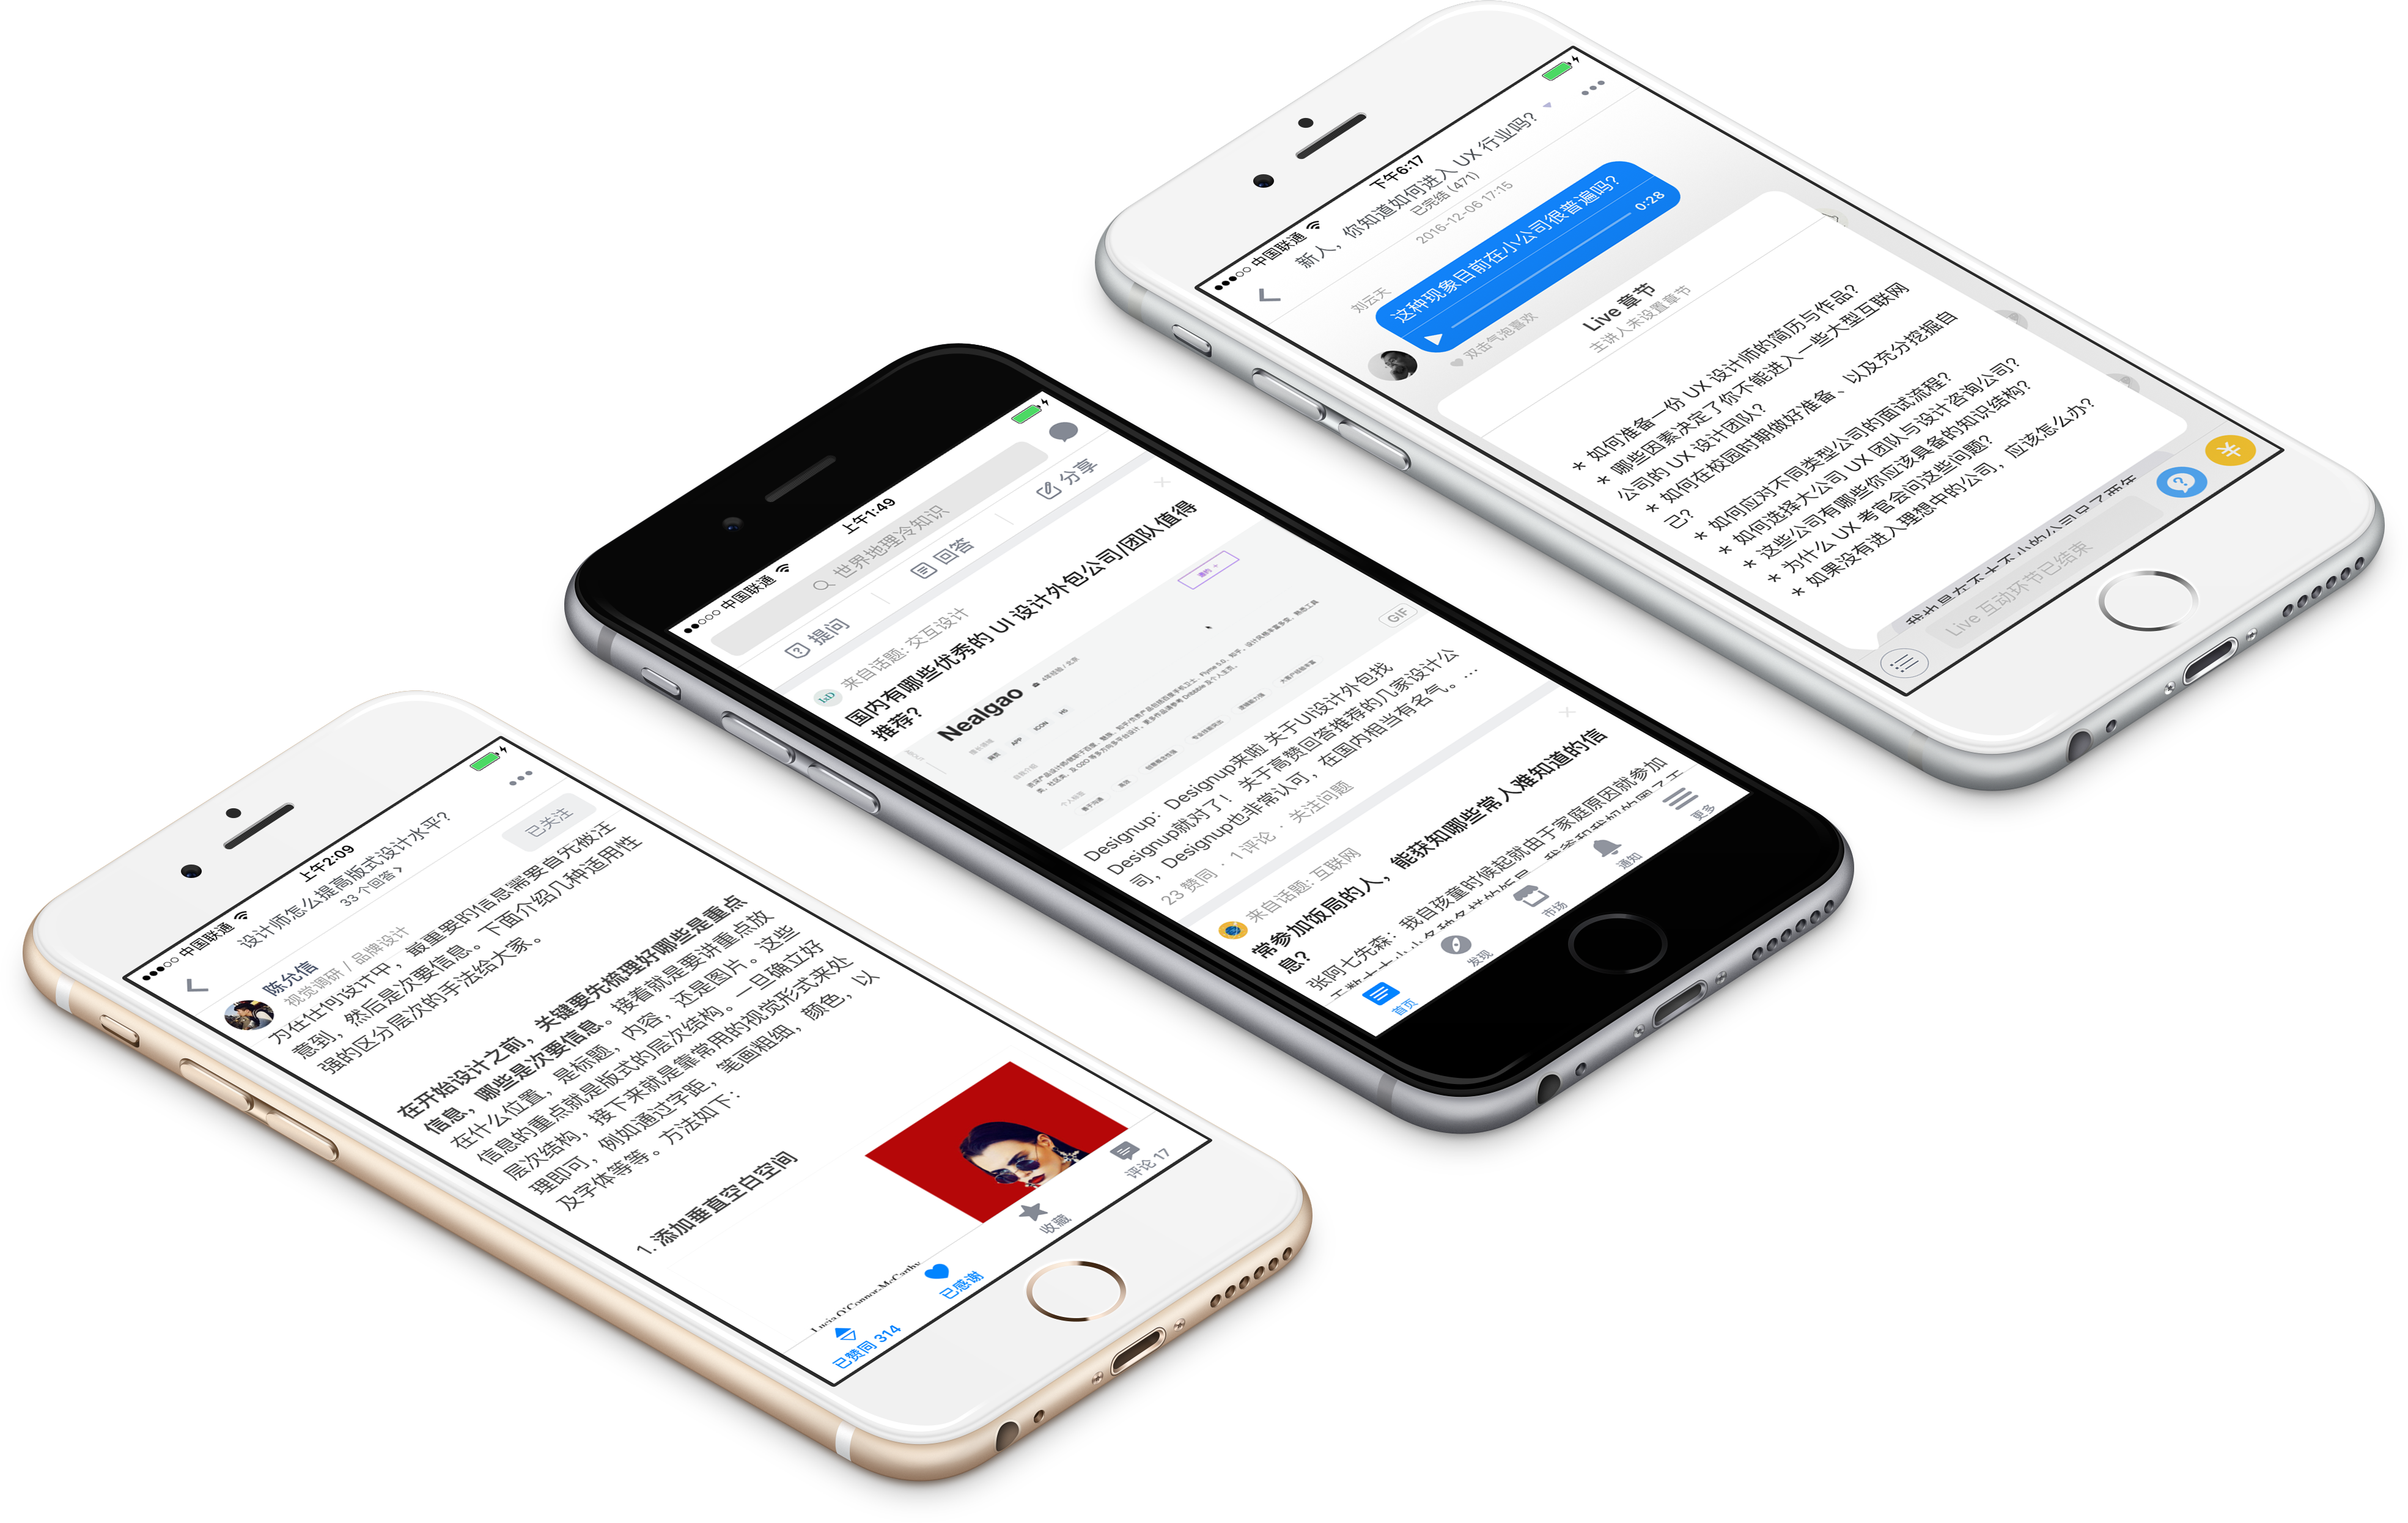 中国联通
上午2:09
设计师怎么提高版式设计水平?
33 个回答 >
陈允信
视觉调研 / 品牌设计
已关注
为在任何设计中，最重要的信息需要首先被注
意到，然后是次要信息。下面介绍几种适用性
强的区分层次的手法给大家。
在开始设计之前，关键要先梳理好哪些是重点
信息，哪些是次要信息。接着就是要讲重点放
在什么位置，是标题，内容，还是图片。这些
信息的重点就是版式的层次结构。一旦确立好
层次结构，接下来就是靠常用的视觉形式来处
理即可，例如通过字距，笔画粗细，颜色，以
及字体等等。方法如下：
1. 添加垂直空白空间
Lucia O'Connor-McCarthy
已赞同 314
已感谢
收藏
评论 17
中国联通
上午1:49
世界地理冷知识
提问
回答
分享
来自话题: 交互设计
国内有哪些优秀的 UI 设计外包公司/团队值得
推荐?
Nealgao
4年经验 / 北京
邀约 +
网页 APP ICON H5
自我介绍
个人标签
GIF
Designup：Designup来啦 关于UI设计外包找
Designup就对了！关于高赞回答推荐的几家设计公
司，Designup也非常认可，在国内相当有名气。...
23 赞同 · 1 评论 · 关注问题
来自话题: 互联网
常参加饭局的人，能获知哪些常人难知道的信
息?
张阿七先森：我自孩童时候起就由于家庭原因就参加
首页
发现
市场
通知
更多
中国联通
下午6:17
新人，你知道如何进入 UX 行业吗?
已完结 (471)
2016-12-06 17:15
刘云天
这种现象目前在小公司很普遍吗?
0:28
双击气泡喜欢
Live 章节
主讲人未设置章节
* 如何准备一份 UX 设计师的简历与作品?
* 哪些因素决定了你不能进入一些大型互联网
公司的 UX 设计团队?
* 如何在校园时期做好准备、以及充分挖掘自
己?
* 如何应对不同类型公司的面试流程?
* 如何选择大公司 UX 团队与设计咨询公司?
* 这些公司有哪些你应该具备的知识结构?
* 为什么 UX 考官会问这些问题?
* 如果没有进入理想中的公司，应该怎么办?
Live 互动环节已结束